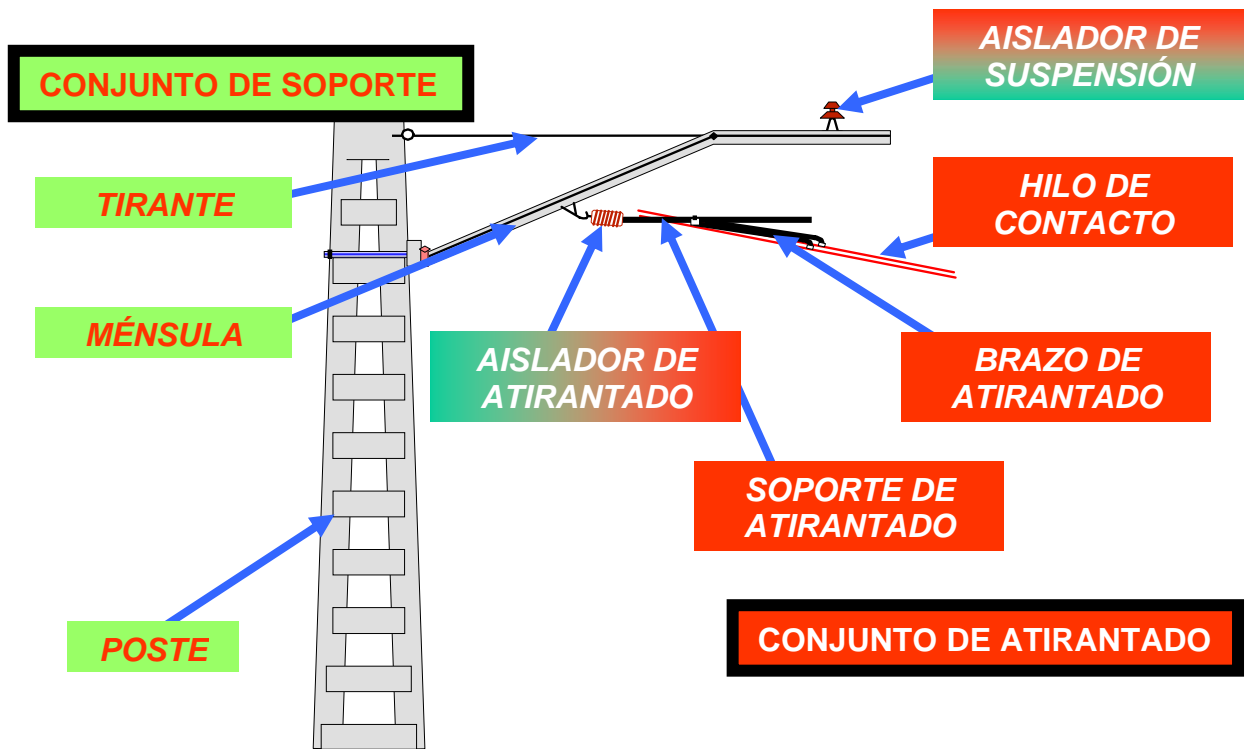 CONJUNTO DE SOPORTE
AISLADOR DE
SUSPENSIÓN
TIRANTE
HILO DE
CONTACTO
MÉNSULA
AISLADOR DE
ATIRANTADO
BRAZO DE
ATIRANTADO
SOPORTE DE
ATIRANTADO
POSTE
CONJUNTO DE ATIRANTADO